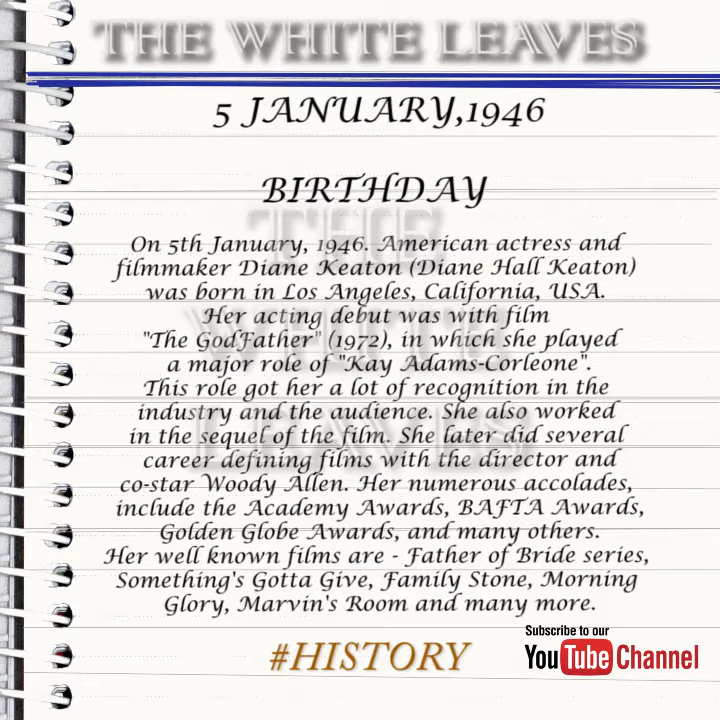 THE WHITE LEAVES
5 JANUARY,1946
BIRTHDAY
THE
WHITE
LEAVES
On 5th January, 1946. American actress and
filmmaker Diane Keaton (Diane Hall Keaton)
was born in Los Angeles, California, USA.
Her acting debut was with film
"The GodFather" (1972), in which she played
a major role of "Kay Adams-Corleone".
This role got her a lot of recognition in the
industry and the audience. She also worked
in the sequel of the film. She later did several
career defining films with the director and
co-star Woody Allen. Her numerous accolades,
include the Academy Awards, BAFTA Awards,
Golden Globe Awards, and many others.
Her well known films are - Father of Bride series,
Something's Gotta Give, Family Stone, Morning
Glory, Marvin's Room and many more.
#HISTORY
Subscribe to our
YouTube Channel